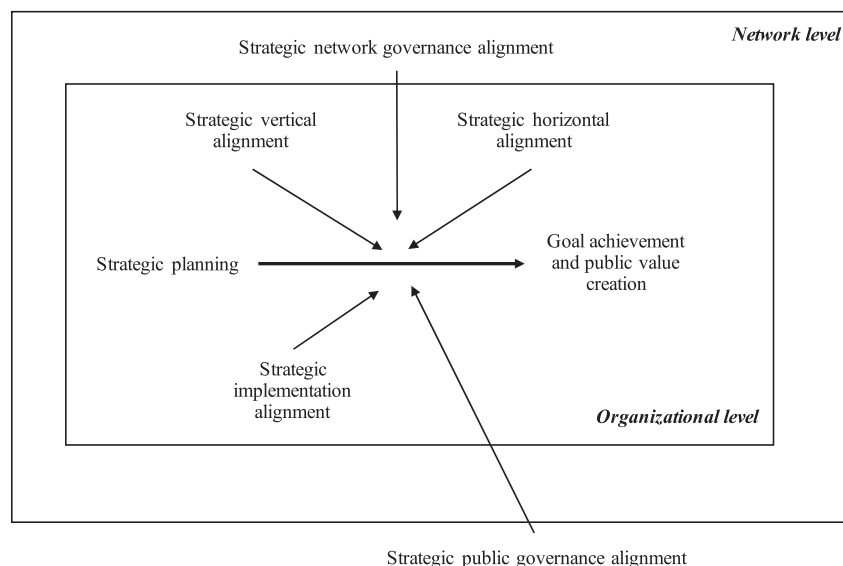 Network level
Strategic network governance alignment
Strategic vertical
alignment
Strategic horizontal
alignment
Strategic planning
Goal achievement
and public value
creation
Strategic
implementation
alignment
Organizational level
Strategic public governance alignment